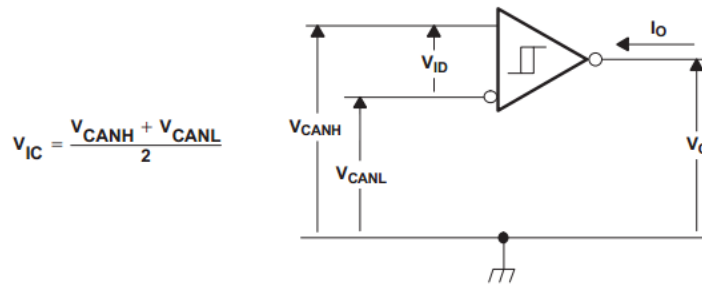 V_IC = (V_CANH + V_CANL) / 2
V_ID
V_CANH
V_CANL
I_O